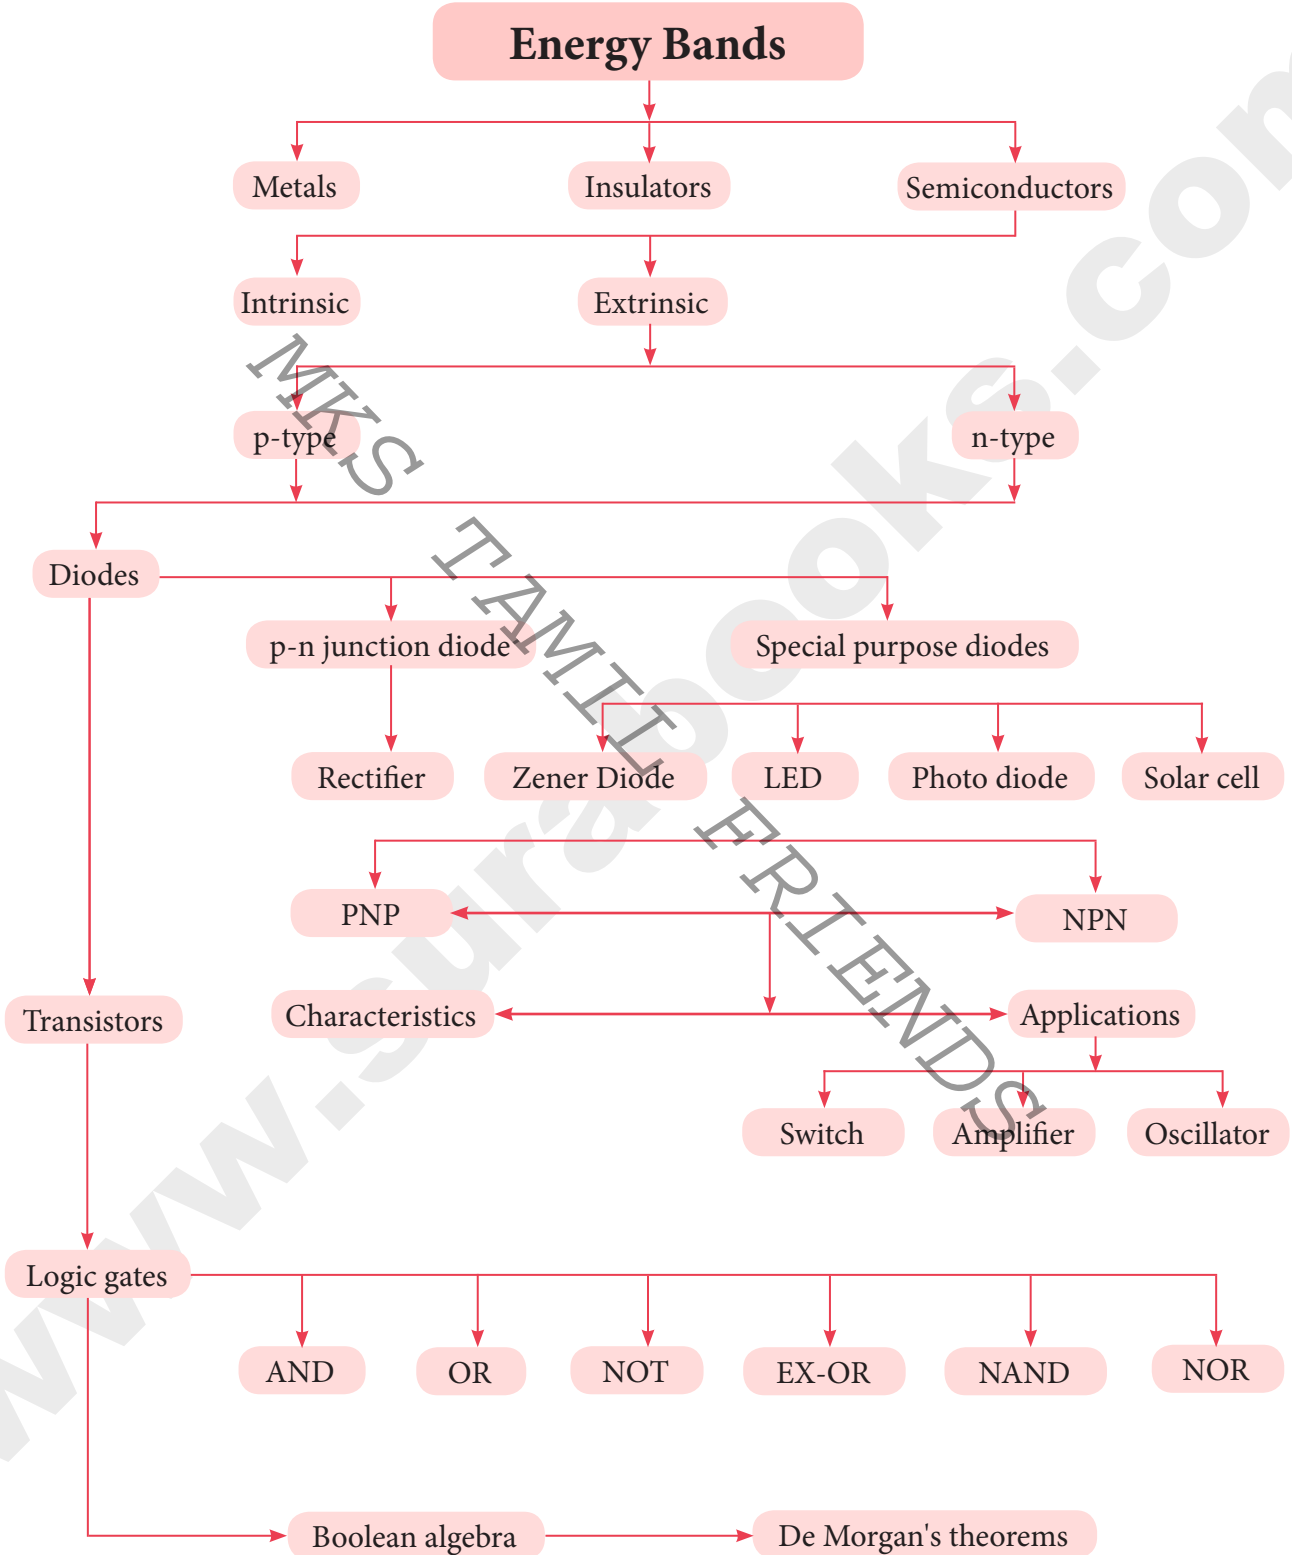 Energy Bands
Metals
Insulators
Semiconductors
Intrinsic
Extrinsic
p-type
n-type
Diodes
p-n junction diode
Special purpose diodes
Rectifier
Zener Diode
LED
Photo diode
Solar cell
PNP
NPN
Transistors
Characteristics
Applications
Switch
Amplifier
Oscillator
Logic gates
AND
OR
NOT
EX-OR
NAND
NOR
Boolean algebra
De Morgan's theorems
MKS TAMIL FRIENDS
www.surabooks.com